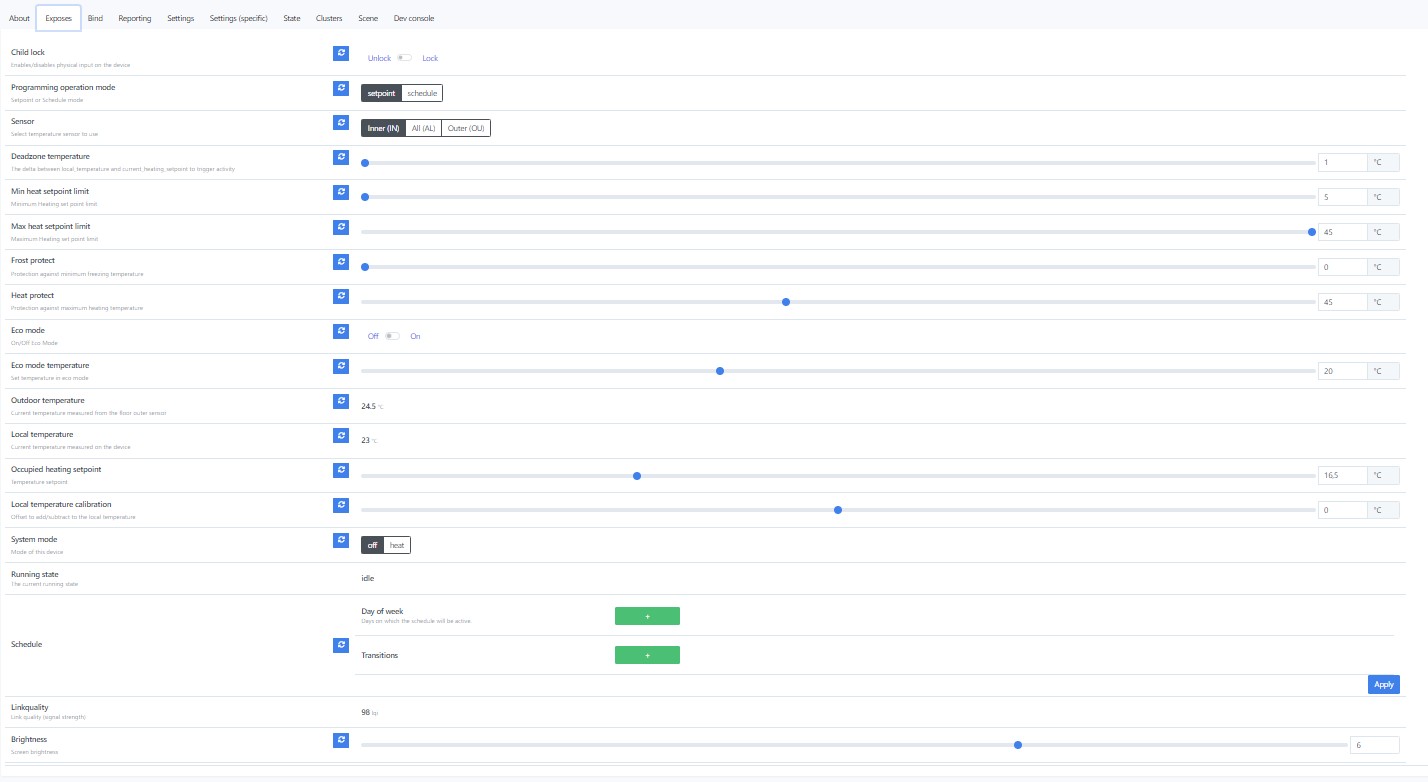 About Exposes Bind Reporting Settings Settings (specific) State Clusters Scene Dev console
Child lock
Enables/disables physical input on the device
Unlock Lock
Programming operation mode
Setpoint or Schedule mode
setpoint schedule
Sensor
Select temperature sensor to use
Inner (IN) All (AL) Outer (OU)
Deadzone temperature
The delta between local_temperature and current_heating_setpoint to trigger activity
1 °C
Min heat setpoint limit
Minimum Heating set point limit
5 °C
Max heat setpoint limit
Maximum Heating set point limit
45 °C
Frost protect
Protection against minimum freezing temperature
0 °C
Heat protect
Protection against maximum heating temperature
45 °C
Eco mode
On/Off Eco Mode
Off On
Eco mode temperature
Set temperature in eco mode
20 °C
Outdoor temperature
Current temperature measured from the floor outer sensor
24.5 °C
Local temperature
Current temperature measured on the device
23 °C
Occupied heating setpoint
Temperature setpoint
16,5 °C
Local temperature calibration
Offset to add/subtract to the local temperature
0 °C
System mode
Mode of this device
off heat
Running state
The current running state
idle
Schedule
Day of week
Days on which the schedule will be active.
+
Transitions
+
Apply
Linkquality
Link quality (signal strength)
98 lqi
Brightness
Screen brightness
6